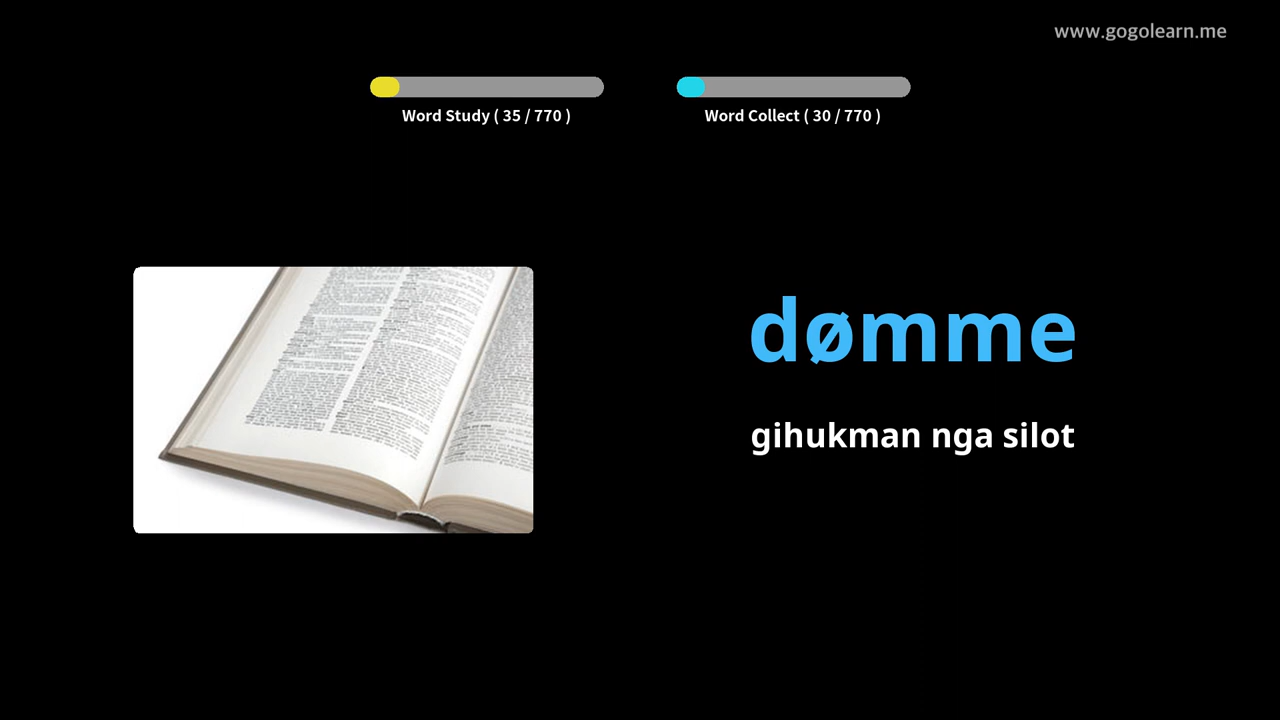 www.gogolearn.me
Word Study ( 35 / 770 )
Word Collect ( 30 / 770 )
dømme
gihukman nga silot